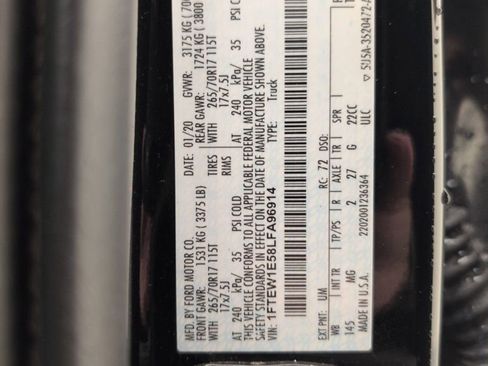 MFD. BY FORD MOTOR CO.
DATE: 01/20 GVWR: 3175 KG
FRONT GAWR: 1531 KG (3375 LB) REAR GAWR: 1724 KG (3800
WITH 265/70R17 115T TIRES WITH 265/70R17 115T
17x7.5J RIMS 17x7.5J
AT 240 kPa/ 35 PSI COLD AT 240 kPa/ 35 PSI
THIS VEHICLE CONFORMS TO ALL APPLICABLE FEDERAL MOTOR VEHICLE
SAFETY STANDARDS IN EFFECT ON THE DATE OF MANUFACTURE SHOWN ABOVE.
VIN: 1FTEW1E58LFA96914 TYPE: Truck
EXT PNT: UM RC: 72 DSO:
WB INT TR TP/PS R AXLE TR SPR
145 MG 2 27 G 22CC
MADE IN U.S.A. 2202001236364 ULC